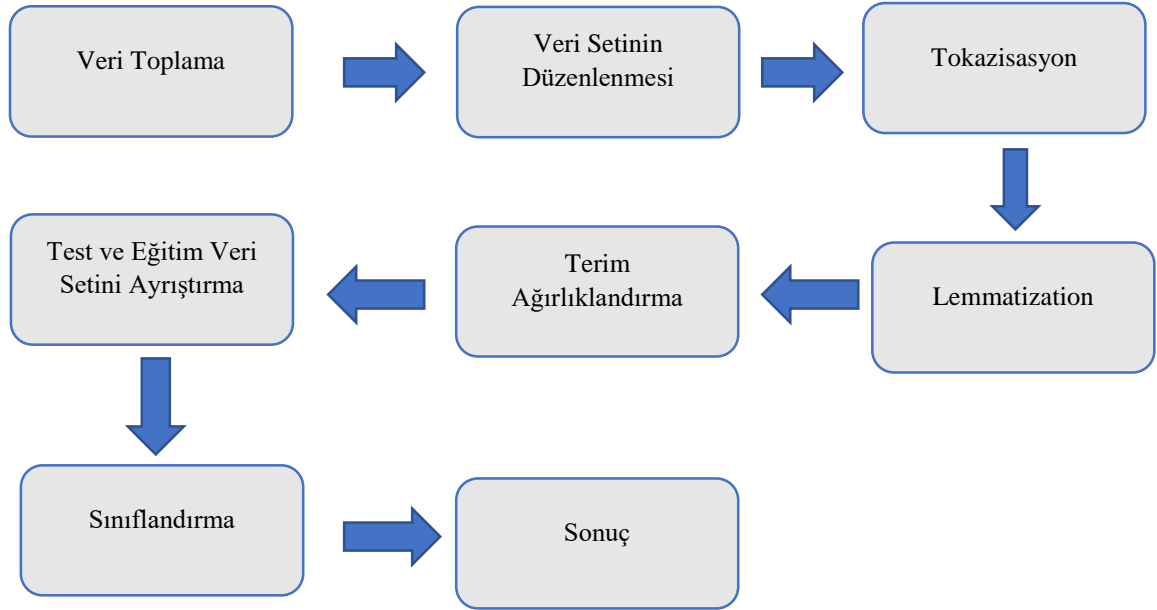 Veri Toplama
Veri Setinin
Düzenlenmesi
Tokazisasyon
Lemmatization
Terim
Ağırlıklandırma
Test ve Eğitim Veri
Setini Ayrıştırma
Sınıflandırma
Sonuç